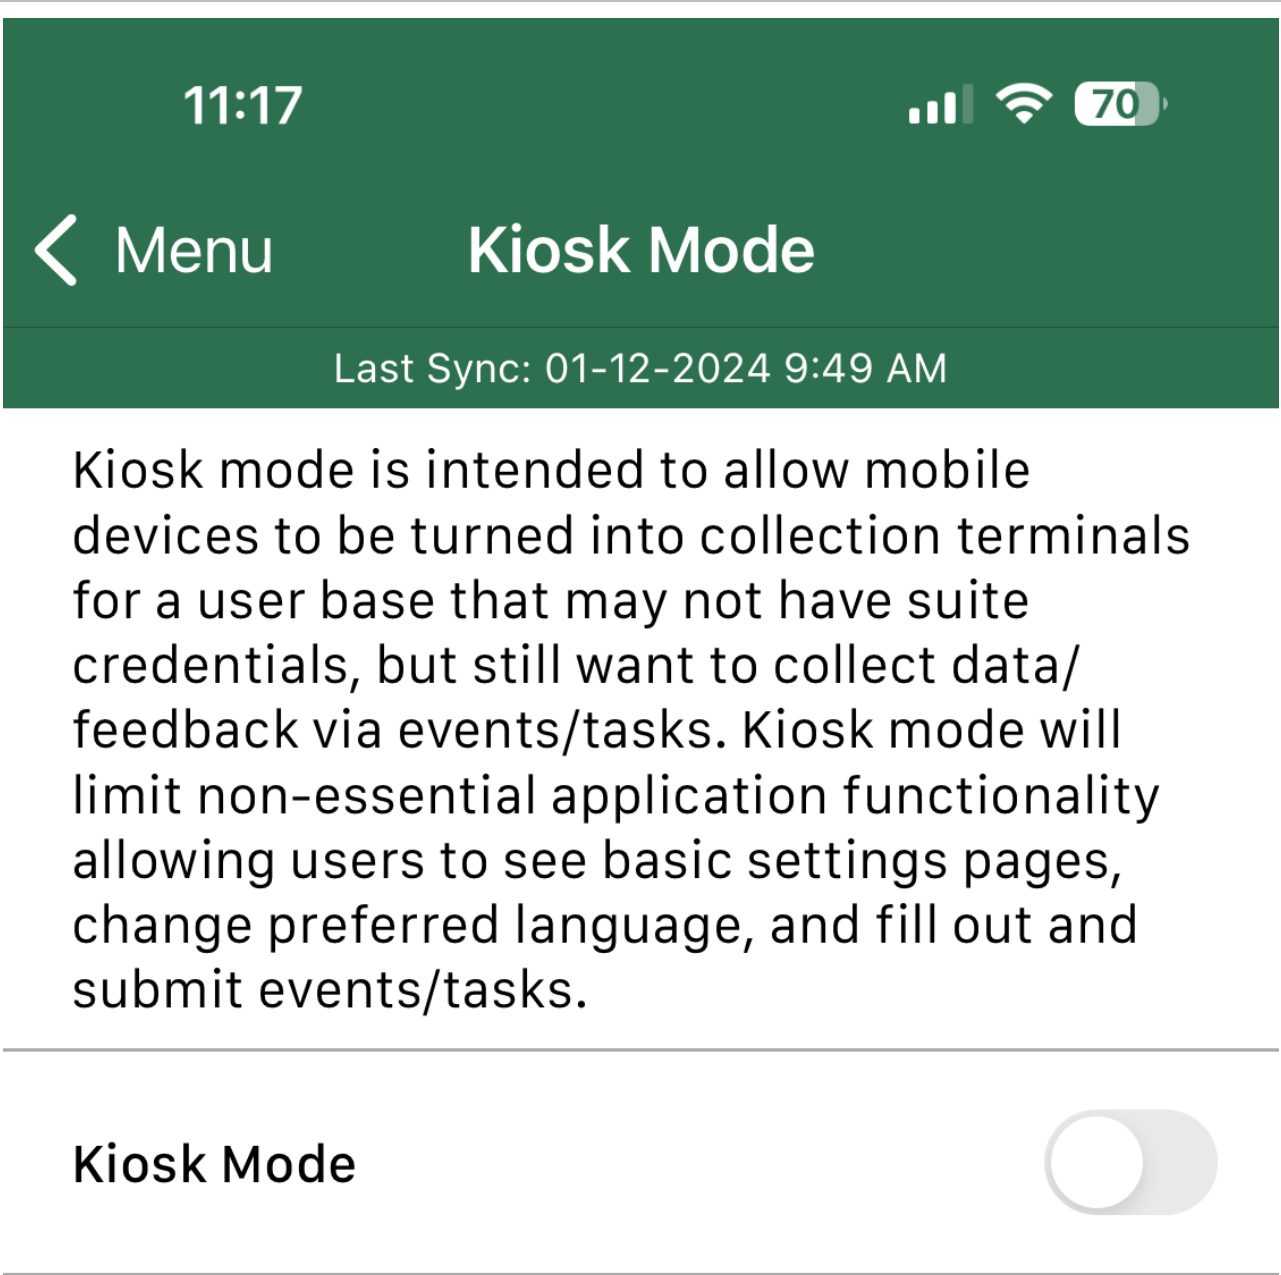 11:17 70
Menu Kiosk Mode
Last Sync: 01-12-2024 9:49 AM
Kiosk mode is intended to allow mobile
devices to be turned into collection terminals
for a user base that may not have suite
credentials, but still want to collect data/
feedback via events/tasks. Kiosk mode will
limit non-essential application functionality
allowing users to see basic settings pages,
change preferred language, and fill out and
submit events/tasks.
Kiosk Mode